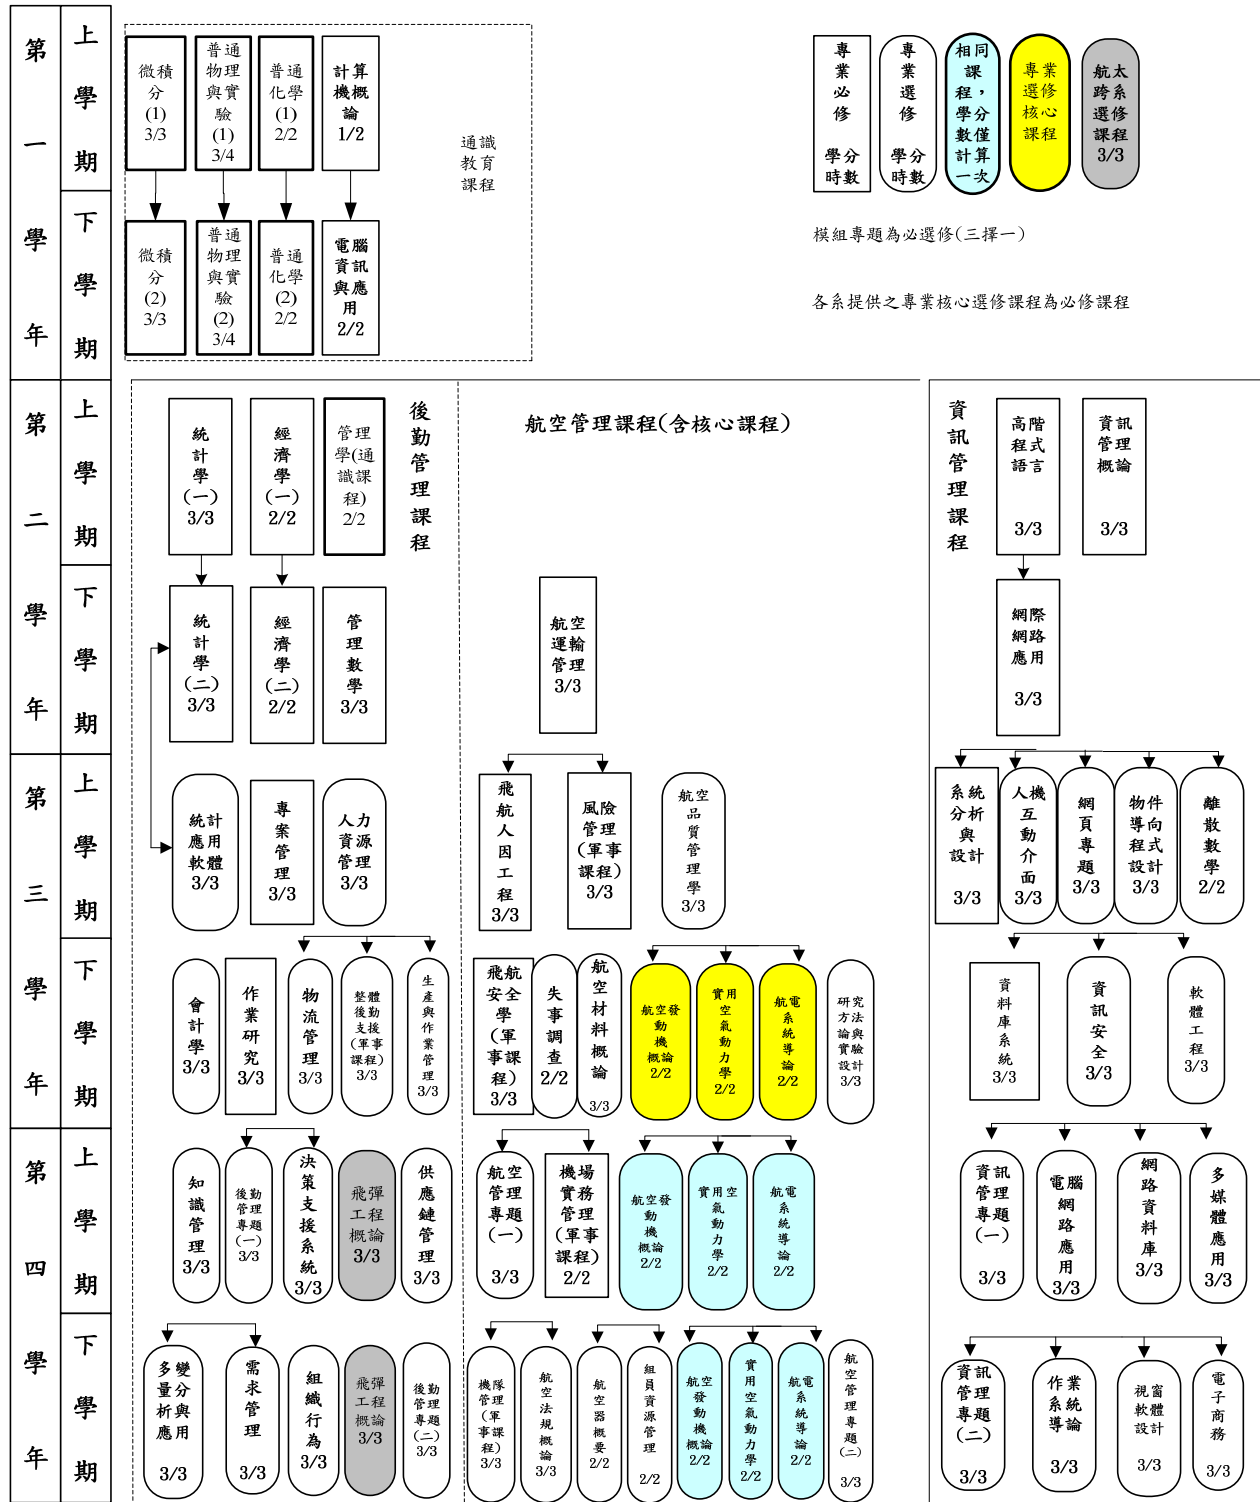 第一學年
上學期
下學期
微積分(1) 3/3
普通物理與實驗(1) 3/4
普通化學(1) 2/2
計算機概論 1/2
通識教育課程
微積分(2) 3/3
普通物理與實驗(2) 3/4
普通化學(2) 2/2
電腦資訊與應用 2/2
專業必修 學分時數
專業選修 學分時數
相同課程，學分數僅計算一次
專業選修核心課程
航太跨系選修課程 3/3
模組專題為必選修(三擇一)
各系提供之專業核心選修課程為必修課程
第二學年
上學期
下學期
統計學(一) 3/3
經濟學(一) 2/2
管理學(通識課程) 2/2
後勤管理課程
航空管理課程(含核心課程)
資訊管理課程
高階程式語言 3/3
資訊管理概論 3/3
統計學(二) 3/3
經濟學(二) 2/2
管理數學 3/3
航空運輸管理 3/3
網際網路應用 3/3
第三學年
上學期
下學期
統計應用軟體 3/3
專案管理 3/3
人力資源管理 3/3
飛航人因工程 3/3
風險管理(軍事課程) 3/3
航空品質管理學 3/3
系統分析與設計 3/3
人機互動介面 3/3
網頁專題 3/3
物件導向程式設計 3/3
離散數學 2/2
會計學 3/3
作業研究 3/3
物流管理 3/3
整體後勤支援(軍事課程) 3/3
生產與作業管理 3/3
飛航安全學(軍事課程) 3/3
失事調查 2/2
航空材料概論 3/3
航空發動機概論 2/2
實用空氣動力學 2/2
航電系統導論 2/2
研究方法論與實驗設計 3/3
資料庫系統 3/3
資訊安全 3/3
軟體工程 3/3
第四學年
上學期
下學期
知識管理 3/3
後勤管理專題(一) 3/3
決策支援系統 3/3
飛彈工程概論 3/3
供應鏈管理 3/3
航空管理專題(一) 3/3
機場實務管理(軍事課程) 2/2
航空發動機概論 2/2
實用空氣動力學 2/2
航電系統導論 2/2
資訊管理專題(一) 3/3
電腦網路應用 3/3
網路資料庫 3/3
多媒體應用 3/3
多變量分析與應用 3/3
需求管理 3/3
組織行為 3/3
飛彈工程概論 3/3
後勤管理專題(二) 3/3
機隊管理(軍事課程) 3/3
航空法規概論 3/3
航空器概要 2/2
組員資源管理 2/2
航空發動機概論 2/2
實用空氣動力學 2/2
航電系統導論 2/2
航空管理專題(二) 3/3
資訊管理專題(二) 3/3
作業系統導論 3/3
視窗軟體設計 3/3
電子商務 3/3